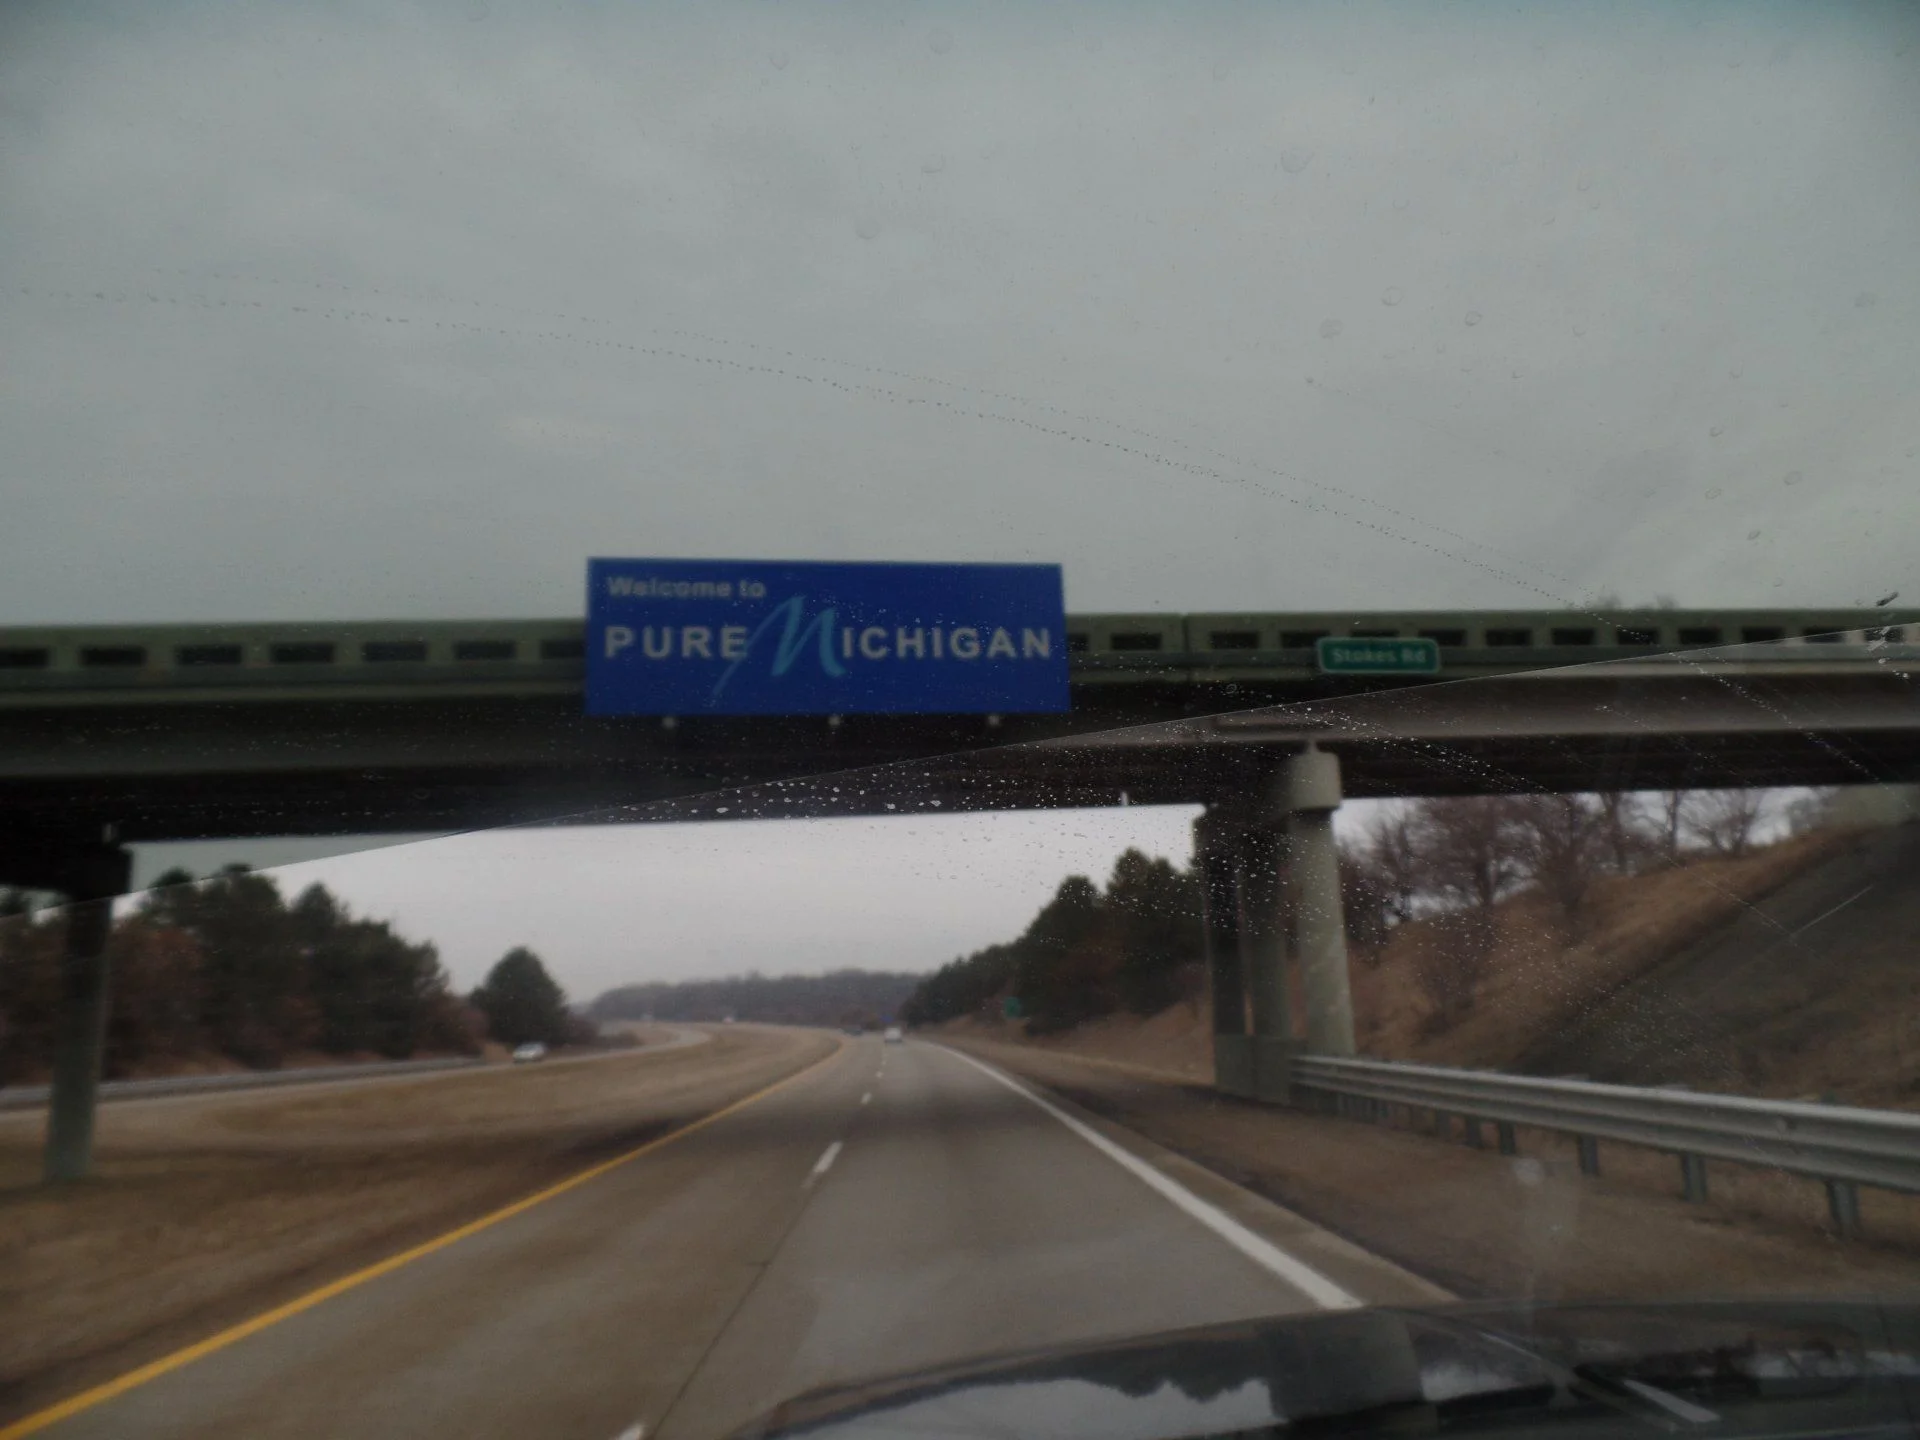 Welcome to
PURE MICHIGAN
Stokes Rd